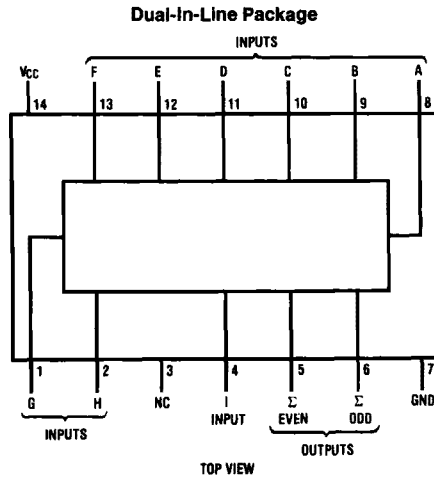 Dual-In-Line Package
INPUTS
VCC F E D C B A
14 13 12 11 10 9 8
1 2 3 4 5 6 7
G H NC I Σ Σ GND
INPUT EVEN ODD
INPUTS OUTPUTS
TOP VIEW